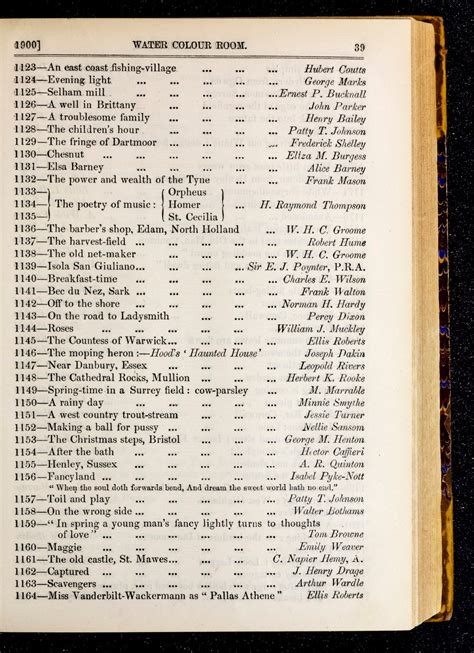 1900] WATER COLOUR ROOM. 39
1123—An east coast fishing-village ... ... ... Hubert Coutts
1124—Evening light ... ... ... ... George Marks
1125—Selham mill ... ... ... ... Ernest P. Bucknall
1126—A well in Brittany ... ... ... John Parker
1127—A troublesome family ... ... ... Henry Bailey
1128—The children's hour ... ... ... Patty T. Johnson
1129—The fringe of Dartmoor ... ... ... Frederick Shelley
1130—Chesnut ... ... ... ... ... Eliza M. Burgess
1131—Elsa Barney ... ... ... ... Alice Barney
1132—The power and wealth of the Tyne ... ... Frank Mason
1133— } { Orpheus }
1134— } The poetry of music : { Homer } ... H. Raymond Thompson
1135— } { St. Cecilia }
1136—The barber's shop, Edam, North Holland ... W. H. C. Groome
1137—The harvest-field ... ... ... ... Robert Hume
1138—The old net-maker ... ... ... W. H. C. Groome
1139—Isola San Giuliano... ... ... Sir E. J. Poynter, P.R.A.
1140—Breakfast-time ... ... ... Charles E. Wilson
1141—Bec du Nez, Sark ... ... ... ... Frank Walton
1142—Off to the shore ... ... ... Norman H. Hardy
1143—On the road to Ladysmith ... ... ... Percy Dixon
1144—Roses ... ... ... ... William J. Muckley
1145—The Countess of Warwick... ... ... Ellis Roberts
1146—The moping heron :—Hood's ' Haunted House' Joseph Dakin
1147—Near Danbury, Essex ... ... ... Leopold Rivers
1148—The Cathedral Rocks, Mullion ... ... Herbert K. Rooke
1149—Spring-time in a Surrey field : cow-parsley ... M. Marrable
1150—A rainy day ... ... ... ... Minnie Smythe
1151—A west country trout-stream ... ... Jessie Turner
1152—Making a ball for pussy ... ... ... Nellie Sanson
1153—The Christmas steps, Bristol ... ... George M. Henton
1154—After the bath ... ... ... ... Hector Caffieri
1155—Henley, Sussex ... ... ... ... A. R. Quinton
1156—Fancyland ... ... ... ... Isabel Pyke-Nott
" When the soul doth forwards bend, And dream the sweet world hath no end."
1157—Toil and play ... ... ... ... Patty T. Johnson
1158—On the wrong side ... ... ... ... Walter Bothams
1159—" In spring a young man's fancy lightly turns to thoughts
of love" ... ... ... ... ... Tom Browne
1160—Maggie ... ... ... ... ... Emily Weaver
1161—The old castle, St. Mawes... ... C. Napier Hemy, A.
1162—Captured ... ... ... ... J. Henry Drage
1163—Scavengers ... ... ... ... Arthur Wardle
1164—Miss Vanderbilt-Wackermann as " Pallas Athene" Ellis Roberts